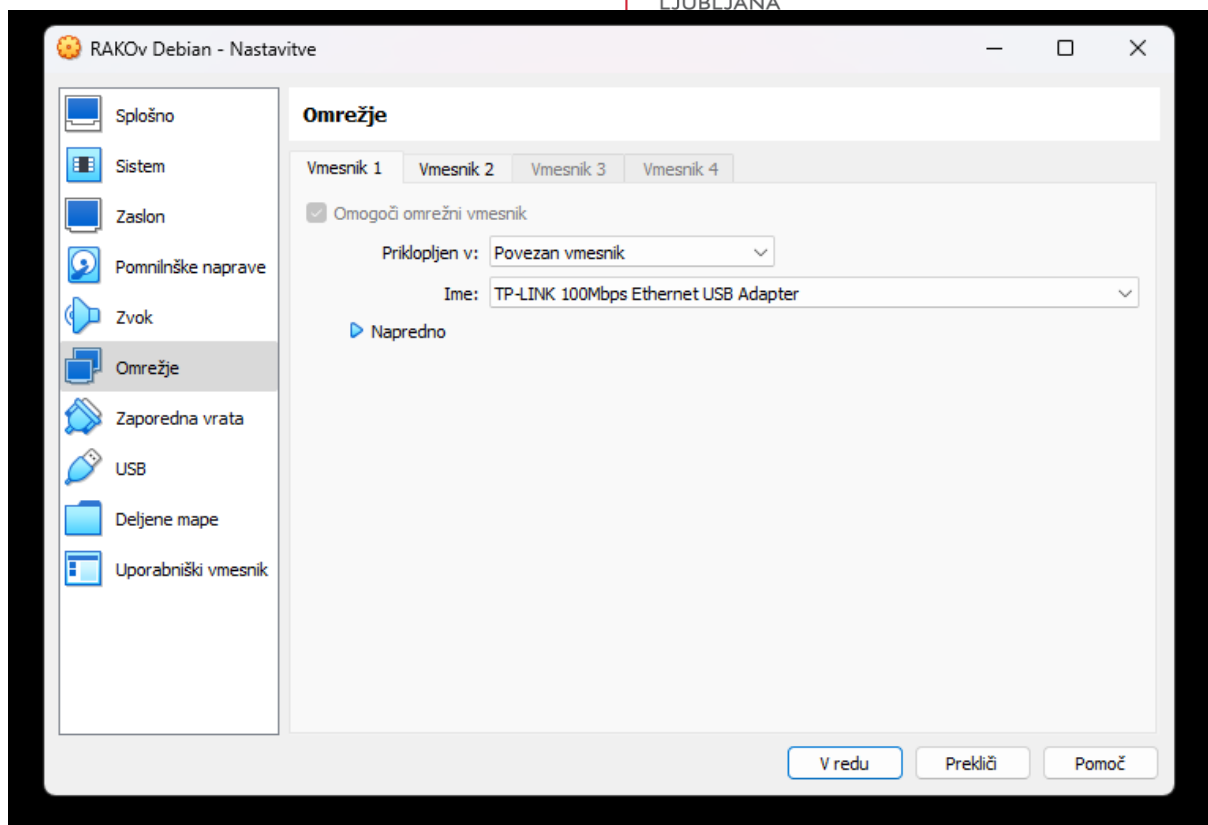 LJUBLJANA
RAKOv Debian - Nastavitve
Splošno
Sistem
Zaslon
Pomnilnške naprave
Zvok
Omrežje
Zaporedna vrata
USB
Deljene mape
Uporabniški vmesnik
Omrežje
Vmesnik 1 Vmesnik 2 Vmesnik 3 Vmesnik 4
Omogoči omrežni vmesnik
Priklopljen v: Povezan vmesnik
Ime: TP-LINK 100Mbps Ethernet USB Adapter
Napredno
V redu Prekliči Pomoč